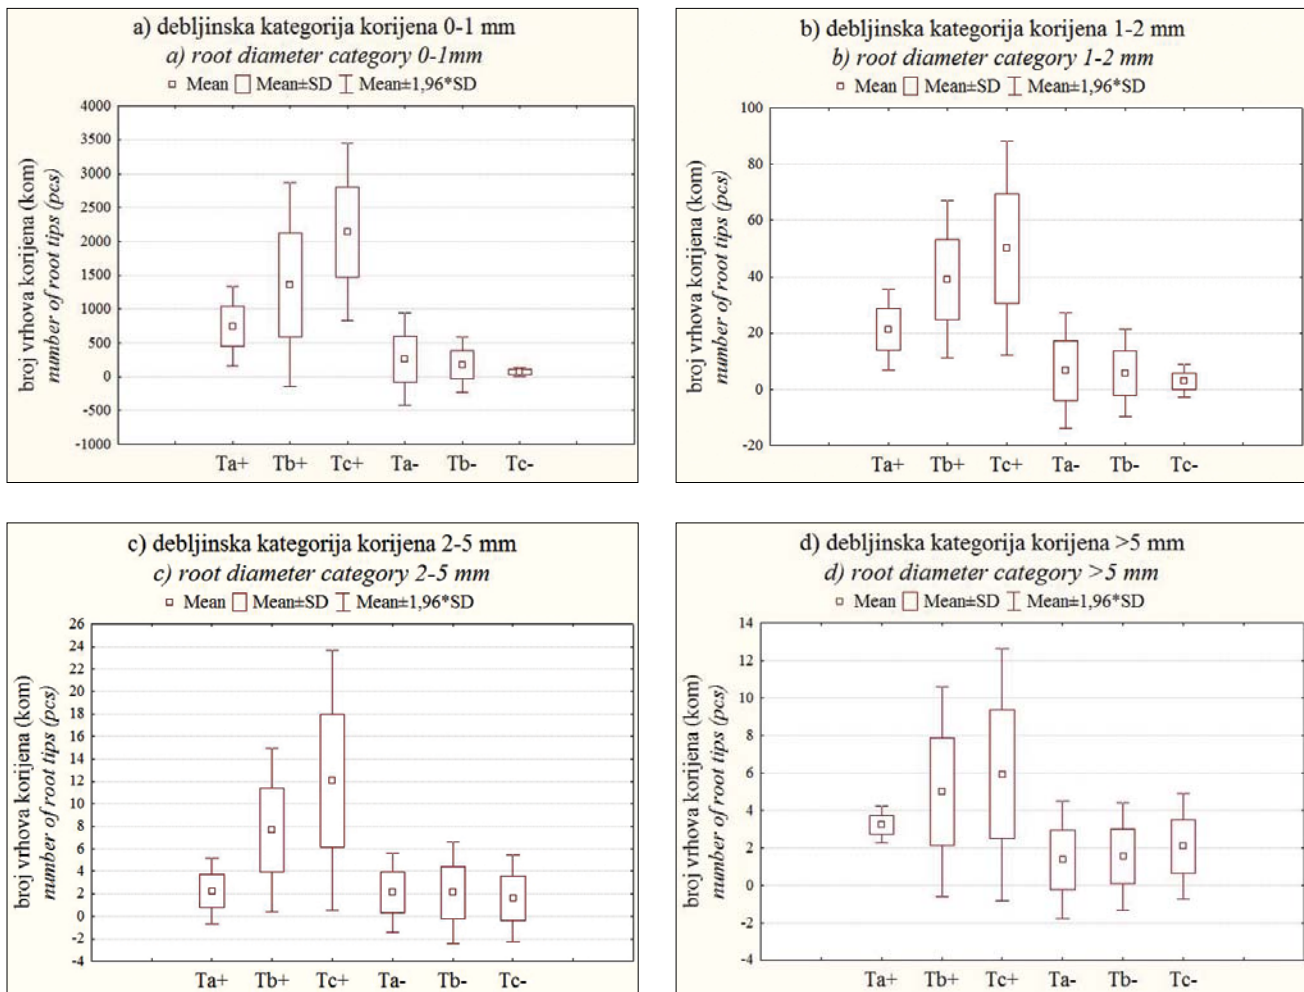 a) debljinska kategorija korijena 0-1 mm
a) root diameter category 0-1mm
Mean Mean±SD Mean±1,96*SD
broj vrhova korijena (kom)
number of root tips (pcs)
4000
3500
3000
2500
2000
1500
1000
500
0
-500
-1000
Ta+ Tb+ Tc+ Ta- Tb- Tc-
b) debljinska kategorija korijena 1-2 mm
b) root diameter category 1-2 mm
Mean Mean±SD Mean±1,96*SD
broj vrhova korijena (kom)
number of root tips (pcs)
100
80
60
40
20
0
-20
Ta+ Tb+ Tc+ Ta- Tb- Tc-
c) debljinska kategorija korijena 2-5 mm
c) root diameter category 2-5 mm
Mean Mean±SD Mean±1,96*SD
broj vrhova korijena (kom)
number of root tips (pcs)
26
24
22
20
18
16
14
12
10
8
6
4
2
0
-2
-4
Ta+ Tb+ Tc+ Ta- Tb- Tc-
d) debljinska kategorija korijena >5 mm
d) root diameter category >5 mm
Mean Mean±SD Mean±1,96*SD
broj vrhova korijena (kom)
number of root tips (pcs)
14
12
10
8
6
4
2
0
-2
-4
Ta+ Tb+ Tc+ Ta- Tb- Tc-